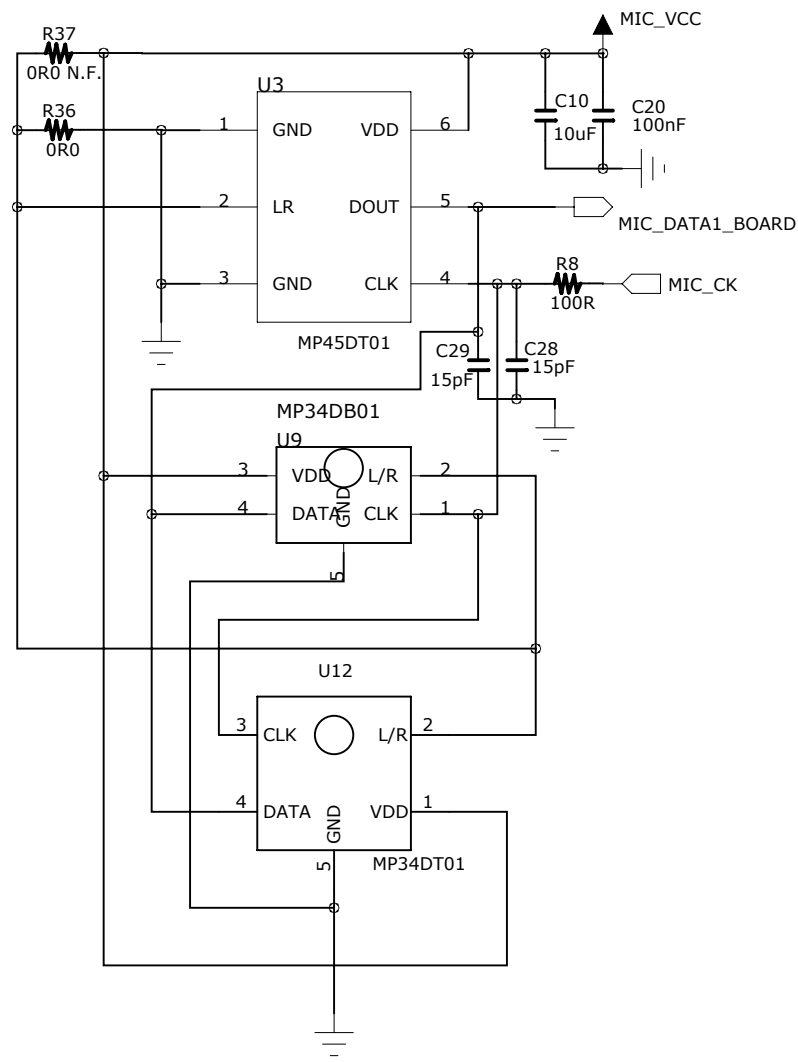 MIC_VCC
R37
0R0 N.F.
U3
C10
10uF
C20
100nF
R36
0R0
1
GND
VDD
6
2
LR
DOUT
5
MIC_DATA1_BOARD
3
GND
CLK
4
R8
100R
MIC_CK
MP45DT01
C29
15pF
C28
15pF
MP34DB01
U9
3
VDD
L/R
2
4
DATA
GND
CLK
1
5
U12
3
CLK
L/R
2
4
DATA
GND
VDD
1
5
MP34DT01